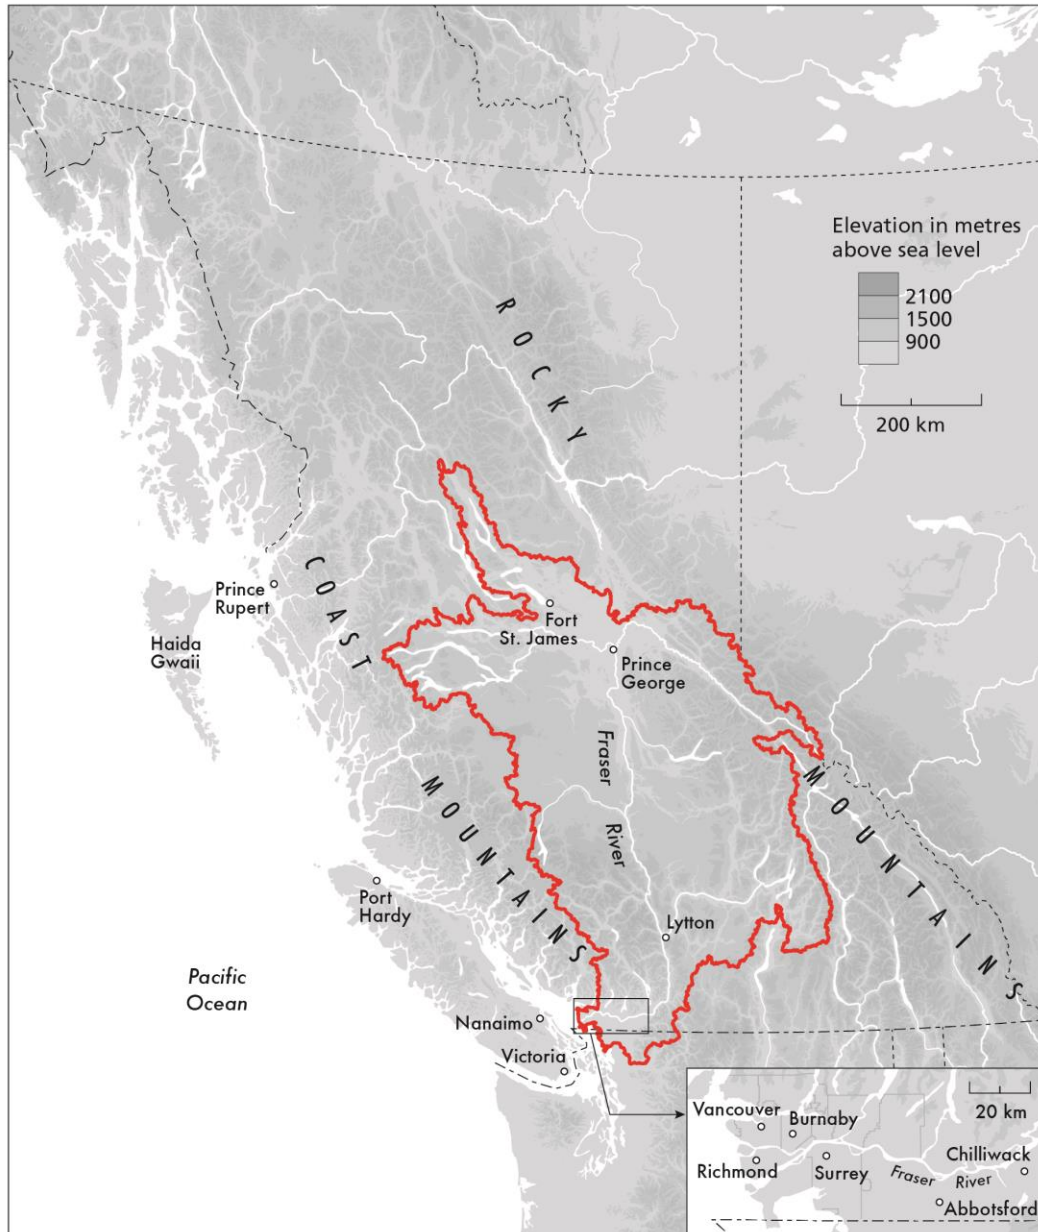 Elevation in metres
above sea level
2100
1500
900
200 km
ROCKY
MOUNTAINS
COAST
MOUNTAINS
Prince
Rupert
Haida
Gwaii
Fort
St. James
Prince
George
Fraser
River
Port
Hardy
Lytton
Pacific
Ocean
Nanaimo
Victoria
20 km
Vancouver
Burnaby
Richmond
Surrey
Chilliwack
Fraser River
Abbotsford